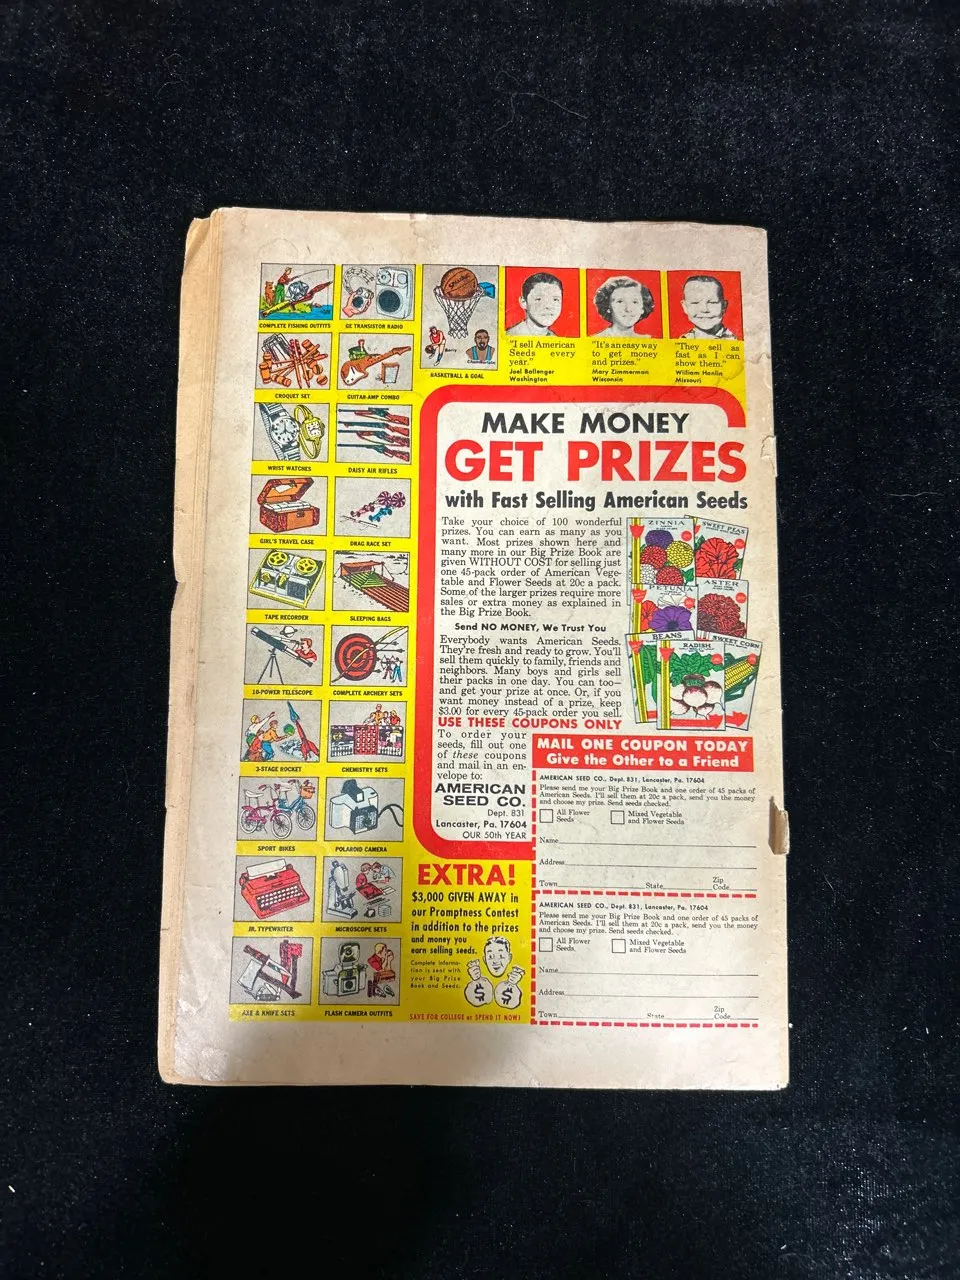 COMPLETE FISHING OUTFITS
GE TRANSISTOR RADIO
CROQUET SET
GUITAR-AMP COMBO
WRIST WATCHES
DAISY AIR RIFLES
GIRL'S TRAVEL CASE
DRAG RACE SET
TAPE RECORDER
SLEEPING BAGS
10-POWER TELESCOPE
COMPLETE ARCHERY SETS
3-STAGE ROCKET
CHEMISTRY SETS
SPORT BIKES
POLAROID CAMERA
JR. TYPEWRITER
MICROSCOPE SETS
AXE & KNIFE SETS
FLASH CAMERA OUTFITS
BASKETBALL & GOAL
"I sell American
Seeds every
year."
Joel Bollenger
Washington
"It's an easy way
to get money
and prizes."
Mary Zimmerman
Wisconsin
"They sell as
fast as I can
show them."
William Hanlin
Missouri
MAKE MONEY
GET PRIZES
with Fast Selling American Seeds
Take your choice of 100 wonderful
prizes. You can earn as many as you
want. Most prizes shown here and
many more in our Big Prize Book are
given WITHOUT COST for selling just
one 45-pack order of American Vege-
table and Flower Seeds at 20c a pack.
Some of the larger prizes require more
sales or extra money as explained in
the Big Prize Book.
Send NO MONEY, We Trust You
Everybody wants American Seeds.
They're fresh and ready to grow. You'll
sell them quickly to family, friends and
neighbors. Many boys and girls sell
their packs in one day. You can too—
and get your prize at once. Or, if you
want money instead of a prize, keep
$3.00 for every 45-pack order you sell.
USE THESE COUPONS ONLY
ZINNIA
SWEET PEAS
PETUNIA
ASTER
BEANS
RADISH
SWEET CORN
To order your
seeds, fill out one
of these coupons
and mail in an en-
velope to:
AMERICAN
SEED CO.
Dept. 831
Lancaster, Pa. 17604
OUR 50th YEAR
MAIL ONE COUPON TODAY
Give the Other to a Friend
AMERICAN SEED CO., Dept. 831, Lancaster, Pa. 17604
Please send me your Big Prize Book and one order of 45 packs of
American Seeds. I'll sell them at 20c a pack, send you the money
and choose my prize. Send seeds checked.
All Flower
Seeds
Mixed Vegetable
and Flower Seeds
Name
Address
Town State Zip Code
AMERICAN SEED CO., Dept. 831, Lancaster, Pa. 17604
Please send me your Big Prize Book and one order of 45 packs of
American Seeds. I'll sell them at 20c a pack, send you the money
and choose my prize. Send seeds checked.
All Flower
Seeds
Mixed Vegetable
and Flower Seeds
Name
Address
Town State Zip Code
EXTRA!
$3,000 GIVEN AWAY in
our Promptness Contest
in addition to the prizes
and money you
earn selling seeds.
Complete informa-
tion is sent with
your Big Prize
Book and Seeds.
$ $
SAVE FOR COLLEGE or SPEND IT NOW!